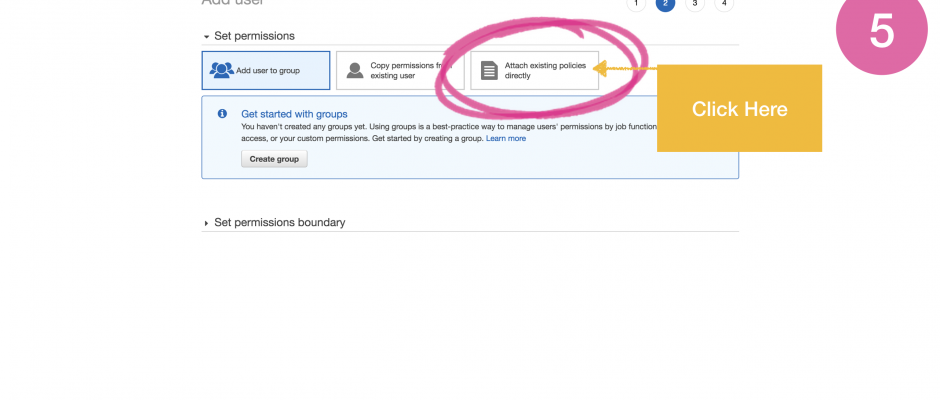 Add user
1 2 3 4
5
Set permissions
Add user to group
Copy permissions from
existing user
Attach existing policies
directly
Click Here
Get started with groups
You haven't created any groups yet. Using groups is a best-practice way to manage users' permissions by job function
access, or your custom permissions. Get started by creating a group. Learn more
Create group
Set permissions boundary